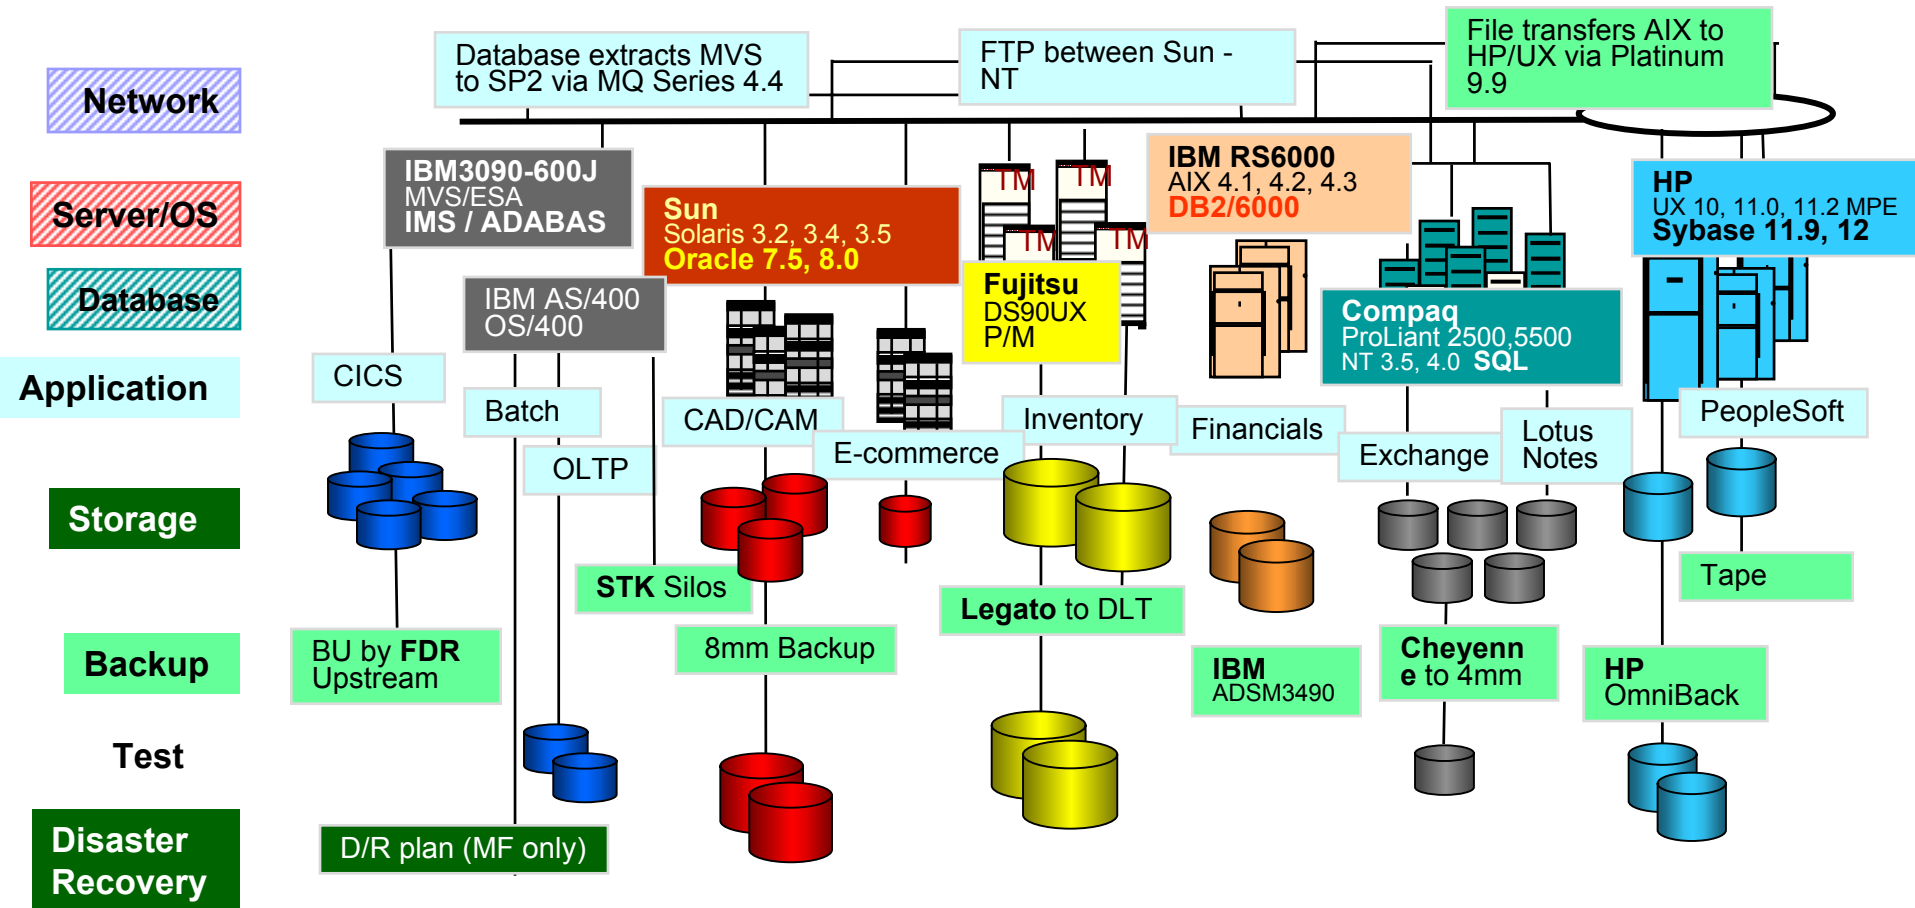 Database extracts MVS
to SP2 via MQ Series 4.4
FTP between Sun -
NT
File transfers AIX to
HP/UX via Platinum
9.9
Network
Server/OS
Database
Application
Storage
Backup
Test
Disaster
Recovery
IBM3090-600J
MVS/ESA
IMS / ADABAS
Sun
Solaris 3.2, 3.4, 3.5
Oracle 7.5, 8.0
IBM AS/400
OS/400
TM
TM
TM
TM
Fujitsu
DS90UX
P/M
IBM RS6000
AIX 4.1, 4.2, 4.3
DB2/6000
Compaq
ProLiant 2500,5500
NT 3.5, 4.0 SQL
HP
UX 10, 11.0, 11.2 MPE
Sybase 11.9, 12
CICS
Batch
OLTP
CAD/CAM
E-commerce
Inventory
Financials
Exchange
Lotus
Notes
PeopleSoft
STK Silos
Legato to DLT
Tape
BU by FDR
Upstream
8mm Backup
IBM
ADSM3490
Cheyenn
e to 4mm
HP
OmniBack
D/R plan (MF only)